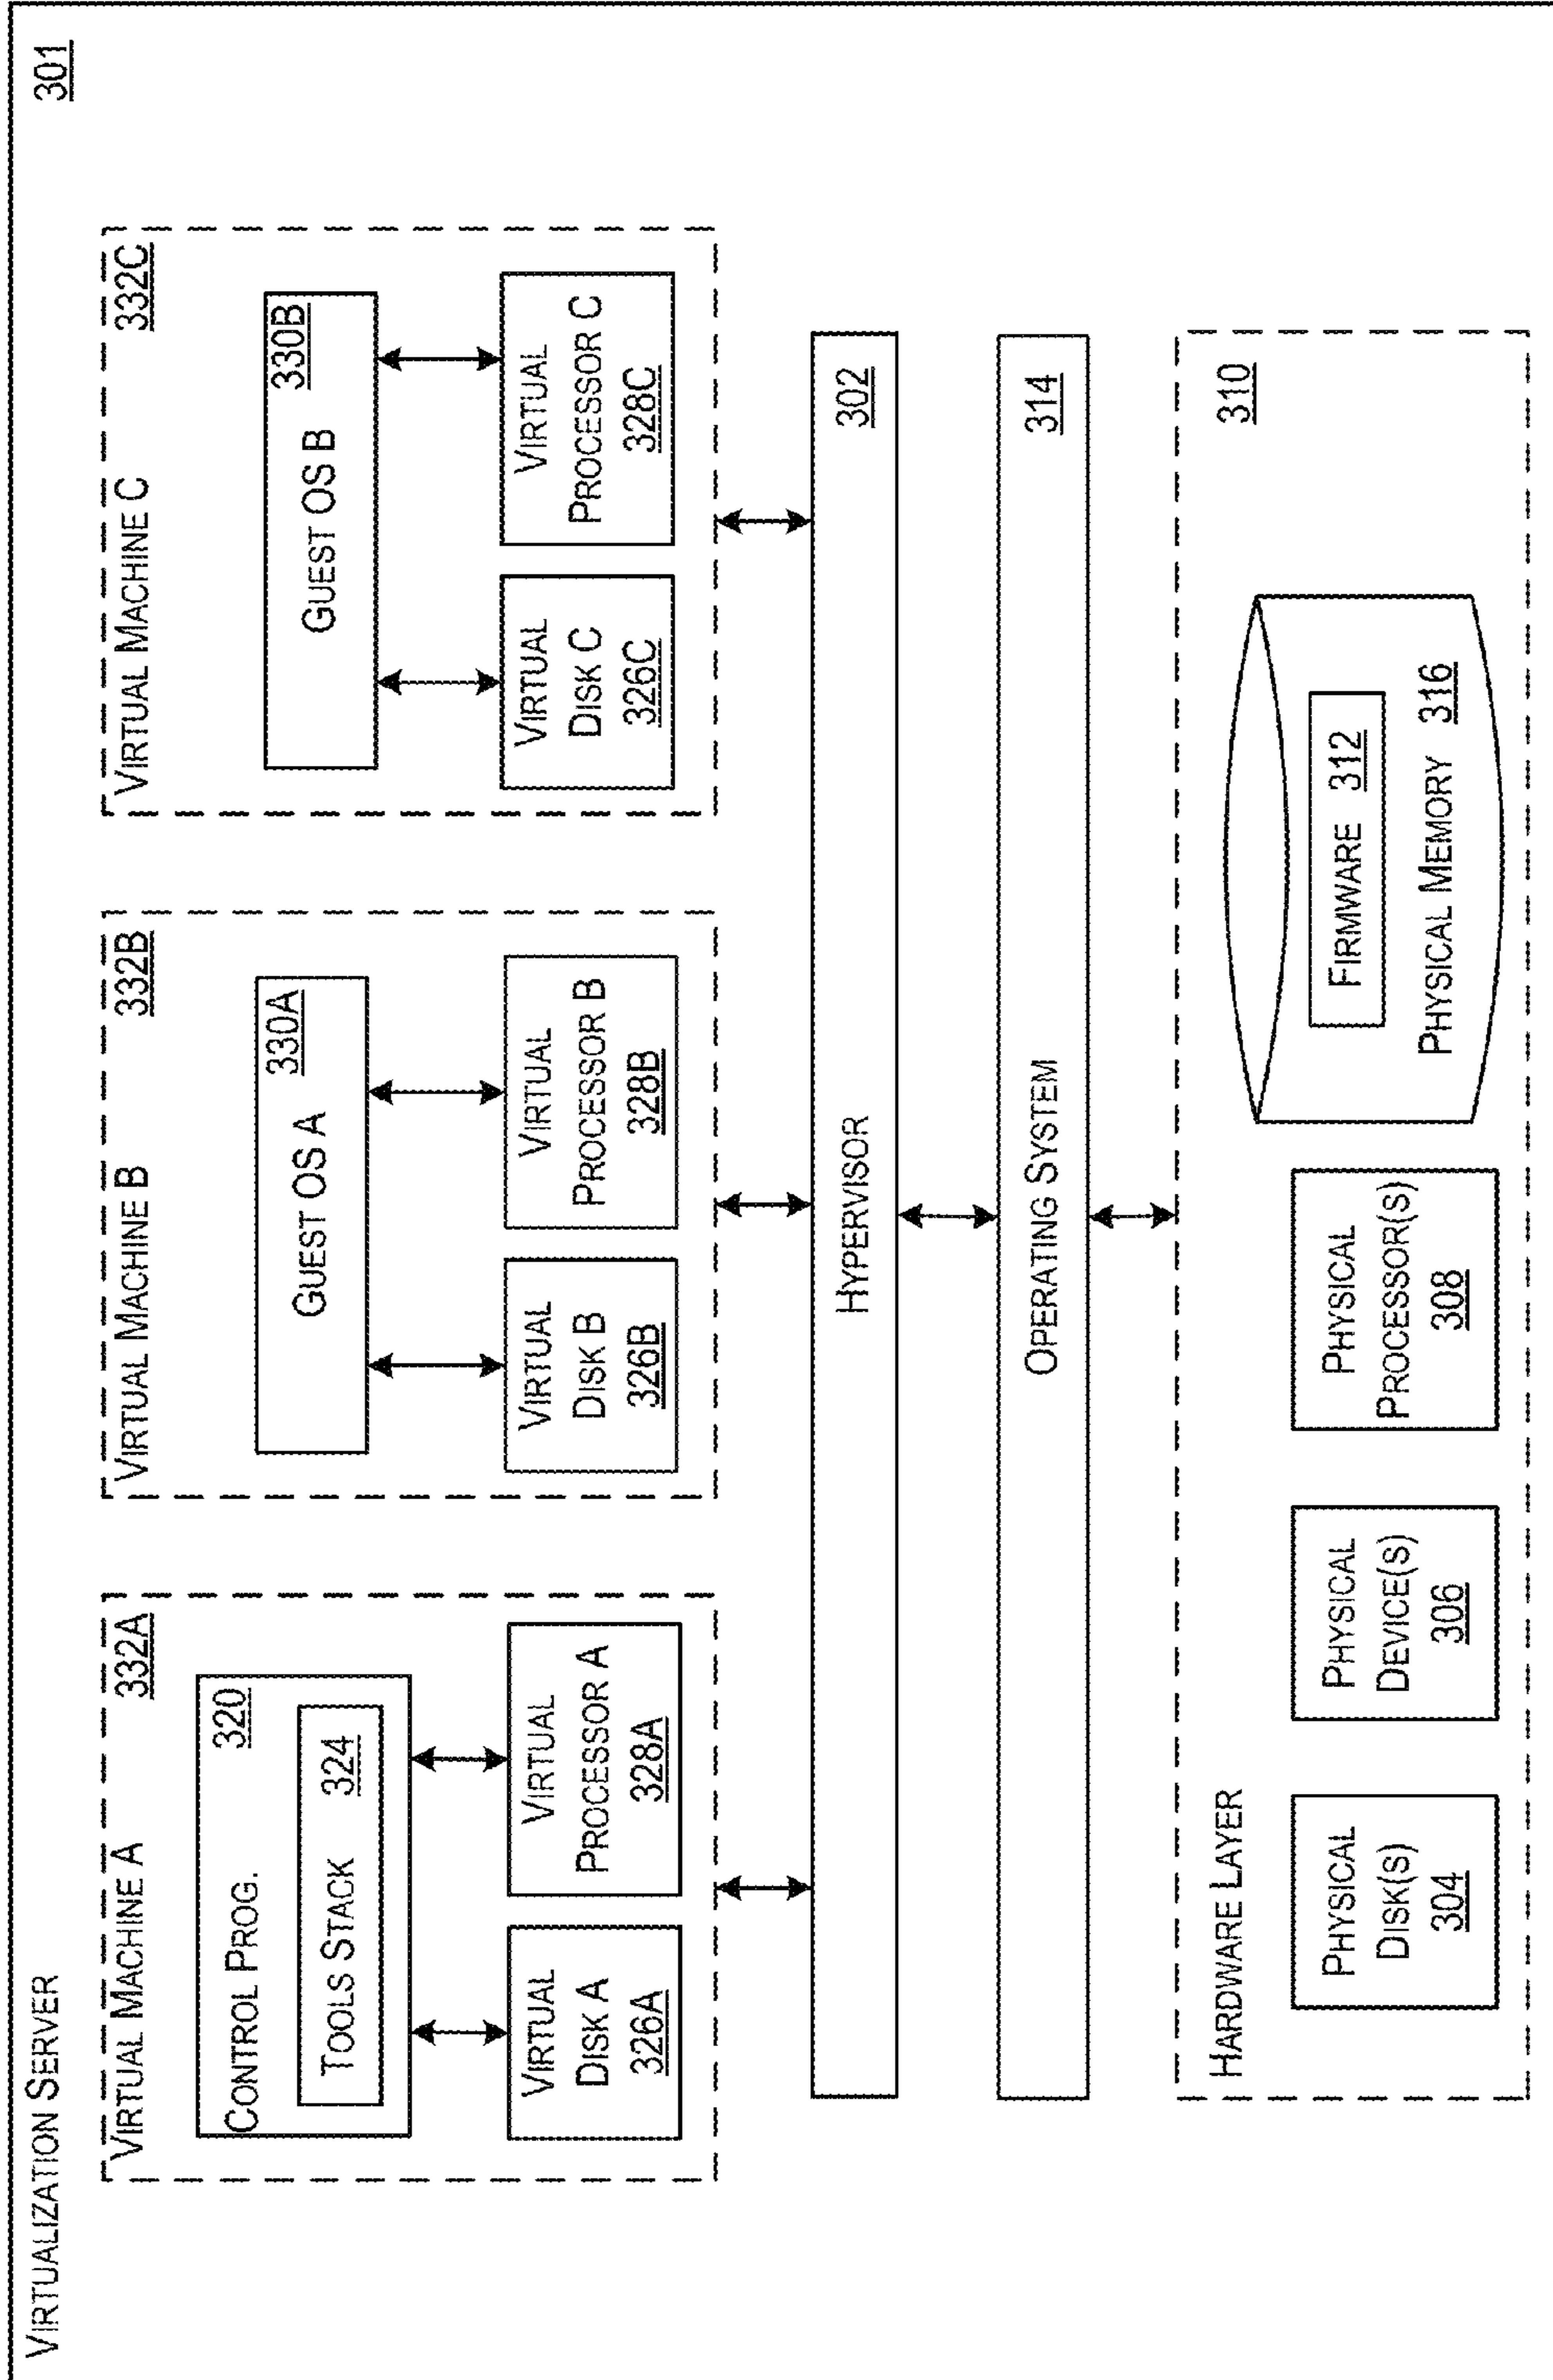 VIRTUALIZATION SERVER
301
VIRTUAL MACHINE A
332A
CONTROL PROG.
320
TOOLS STACK
324
VIRTUAL
DISK A
326A
VIRTUAL
PROCESSOR A
328A
VIRTUAL MACHINE B
332B
GUEST OS A
330A
VIRTUAL
DISK B
326B
VIRTUAL
PROCESSOR B
328B
VIRTUAL MACHINE C
332C
GUEST OS B
330B
VIRTUAL
DISK C
326C
VIRTUAL
PROCESSOR C
328C
HYPERVISOR
302
OPERATING SYSTEM
314
HARDWARE LAYER
310
PHYSICAL
DISK(S)
304
PHYSICAL
DEVICE(S)
306
PHYSICAL
PROCESSOR(S)
308
FIRMWARE 312
PHYSICAL MEMORY 316